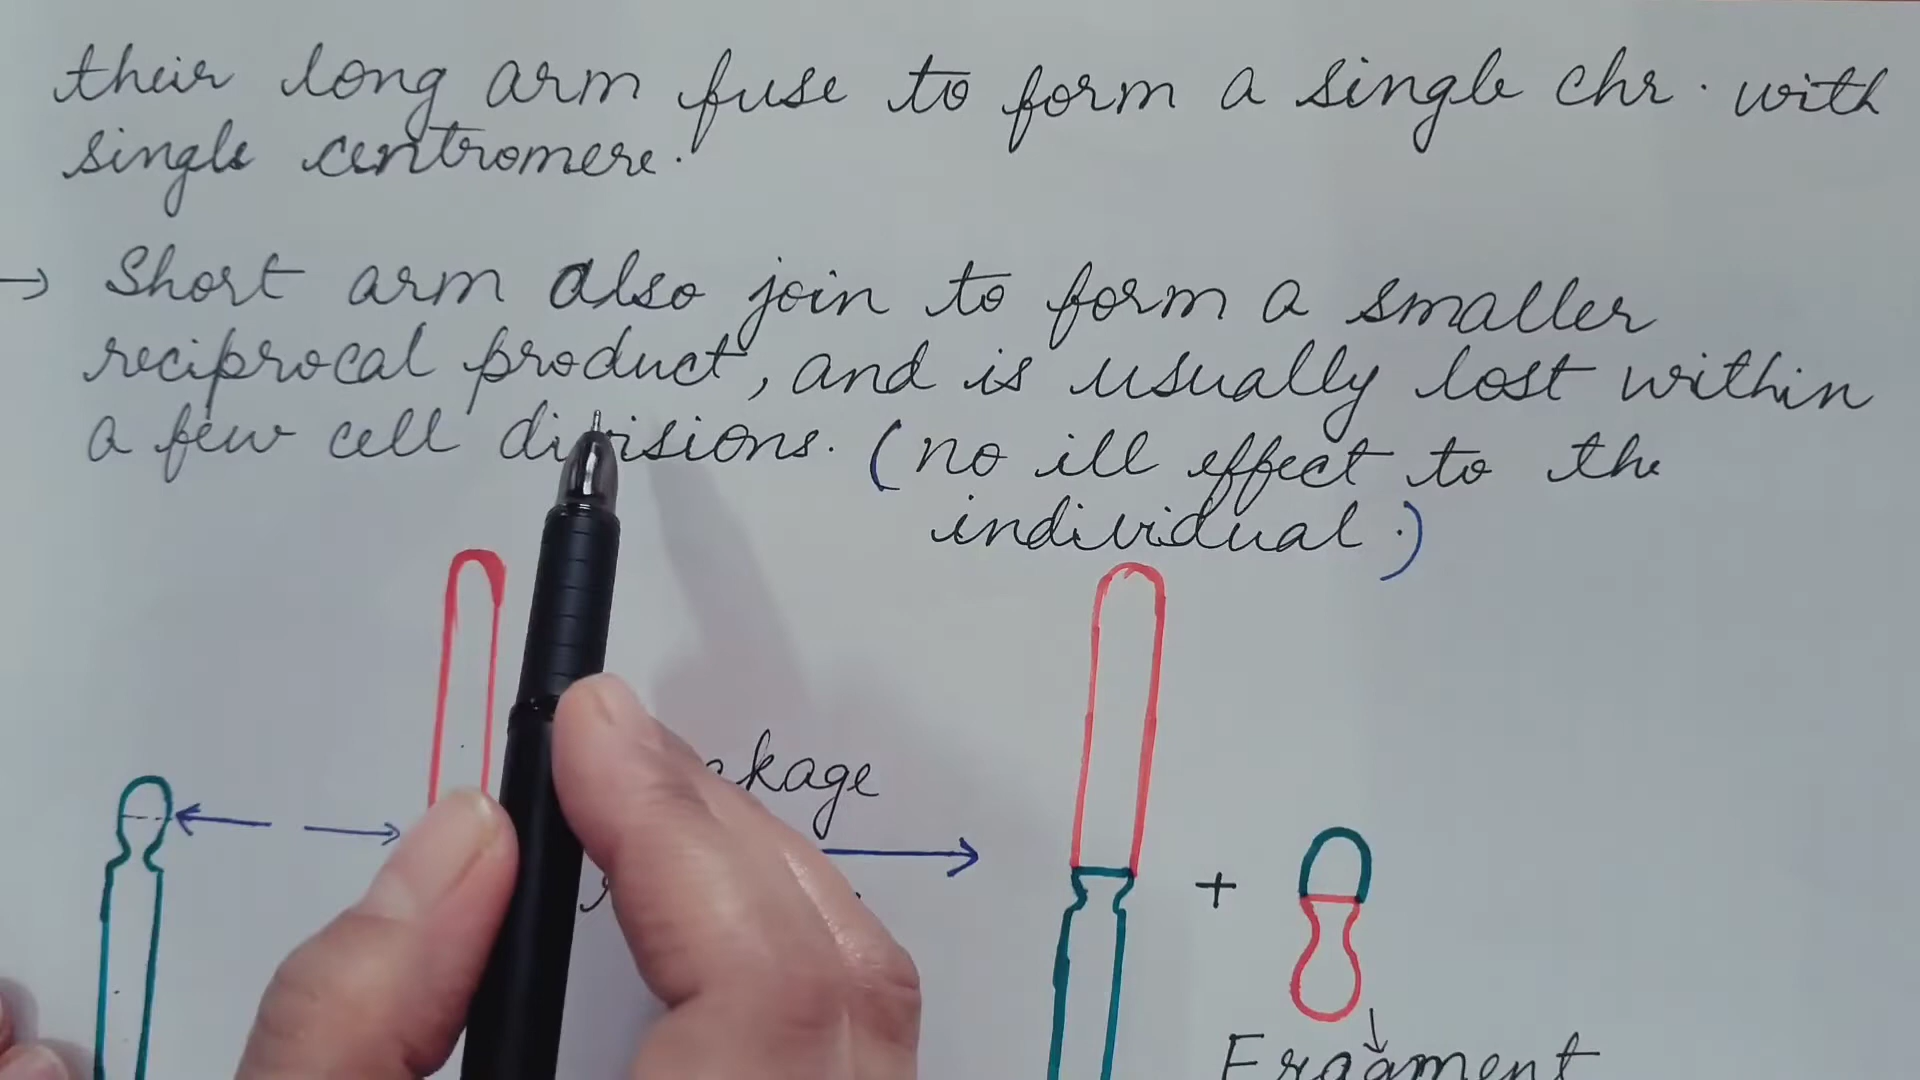 their long arm fuse to form a single chr. with
single centromere.
→ Short arm also join to form a smaller
reciprocal product, and is usually lost within
a few cell divisions. (no ill effect to the
individual.)
+
Fragment